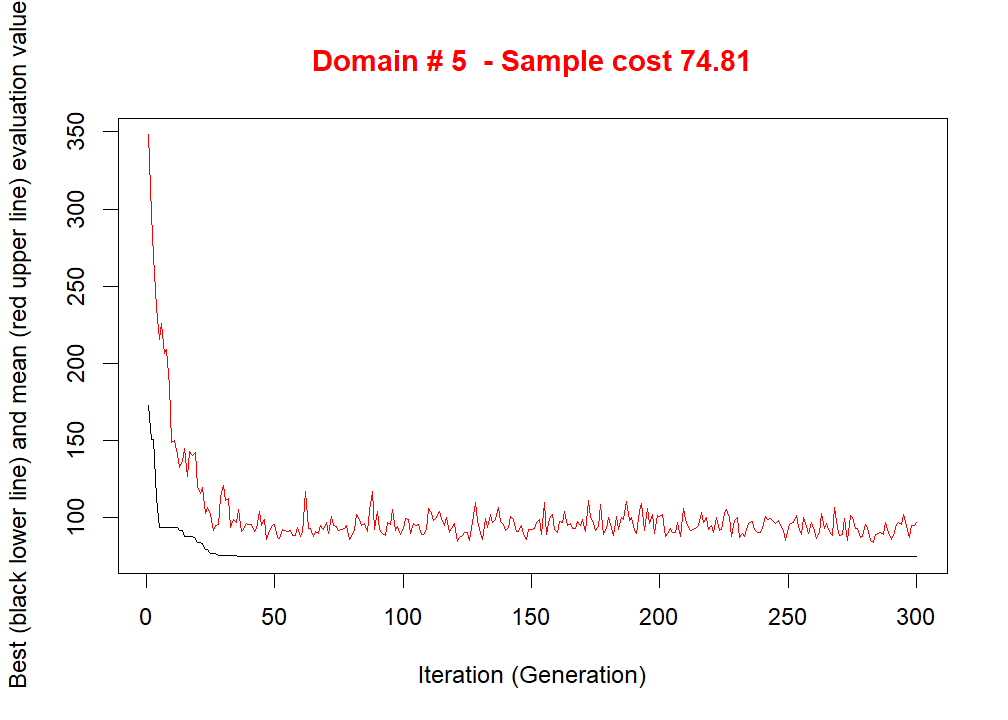 Domain # 5  - Sample cost 74.81
Best (black lower line) and mean (red upper line) evaluation value
350
300
250
200
150
100
0 50 100 150 200 250 300
Iteration (Generation)